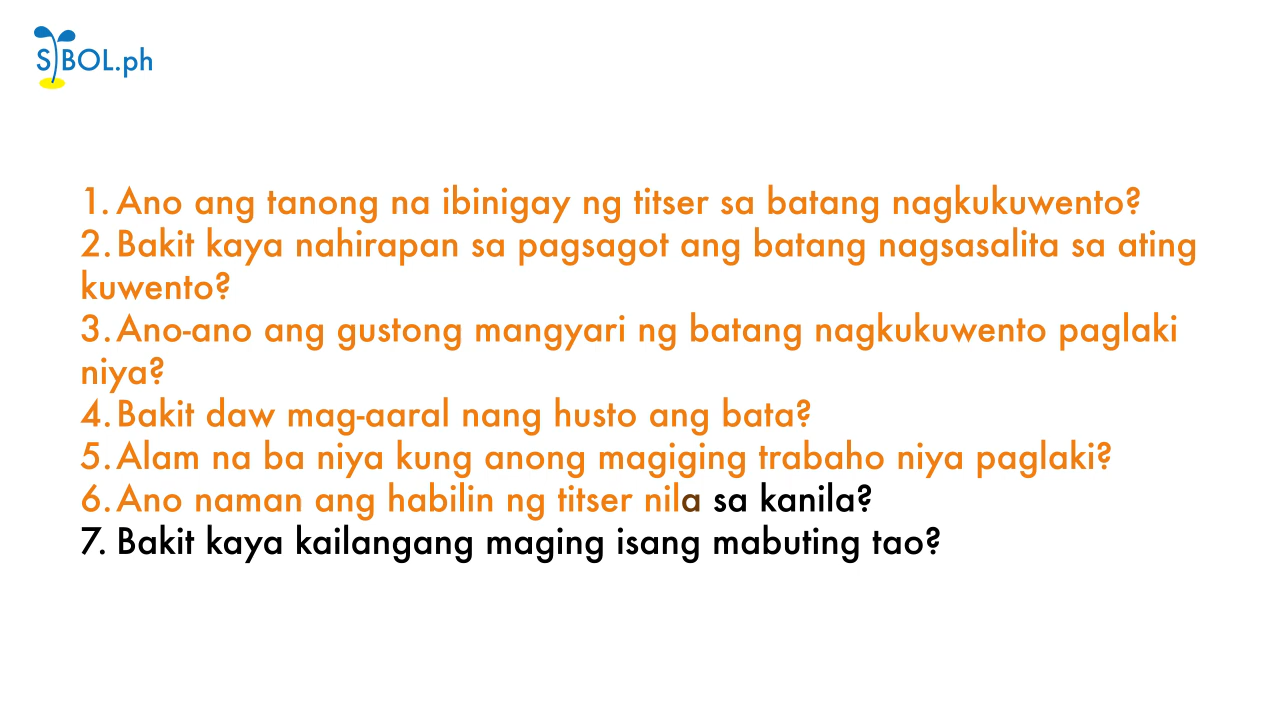 SIBOL.ph
1. Ano ang tanong na ibinigay ng titser sa batang nagkukuwento?
2. Bakit kaya nahirapan sa pagsagot ang batang nagsasalita sa ating
kuwento?
3. Ano-ano ang gustong mangyari ng batang nagkukuwento paglaki
niya?
4. Bakit daw mag-aaral nang husto ang bata?
5. Alam na ba niya kung anong magiging trabaho niya paglaki?
6. Ano naman ang habilin ng titser nila sa kanila?
7. Bakit kaya kailangang maging isang mabuting tao?